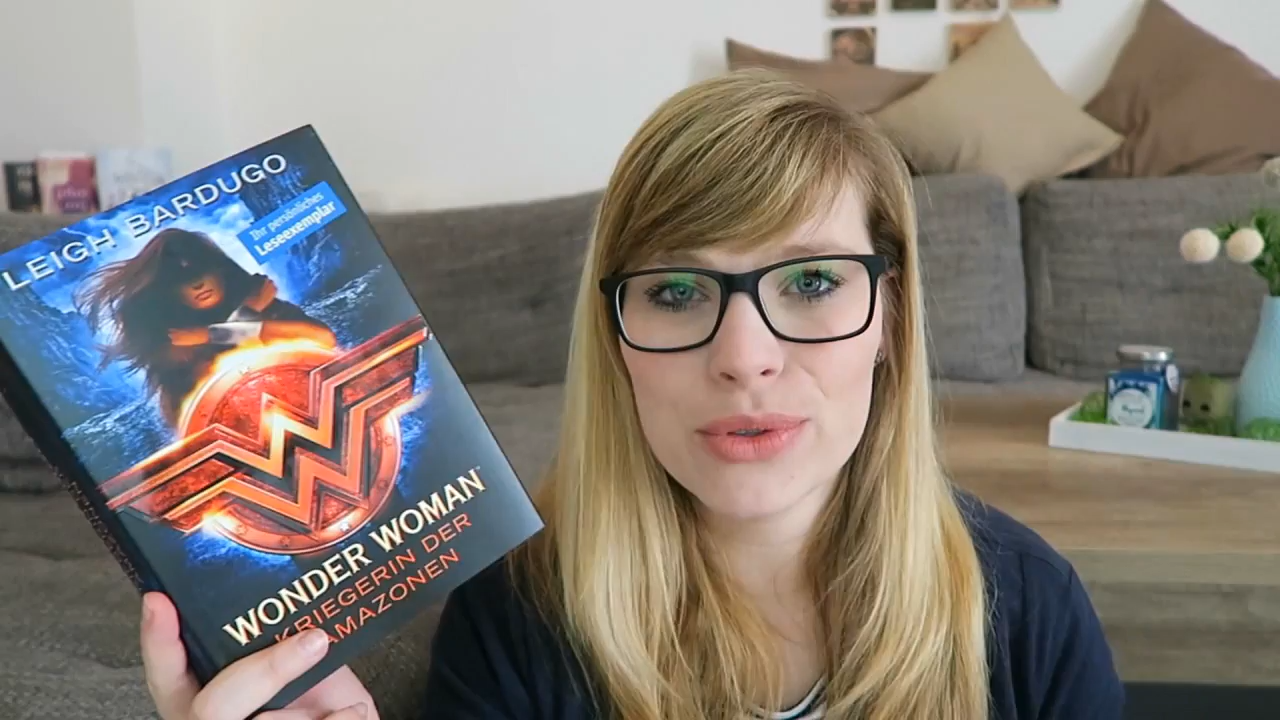 LEIGH BARDUGO
Ihr persönliches
Leseexemplar
WONDER WOMAN
KRIEGERIN DER
AMAZONEN